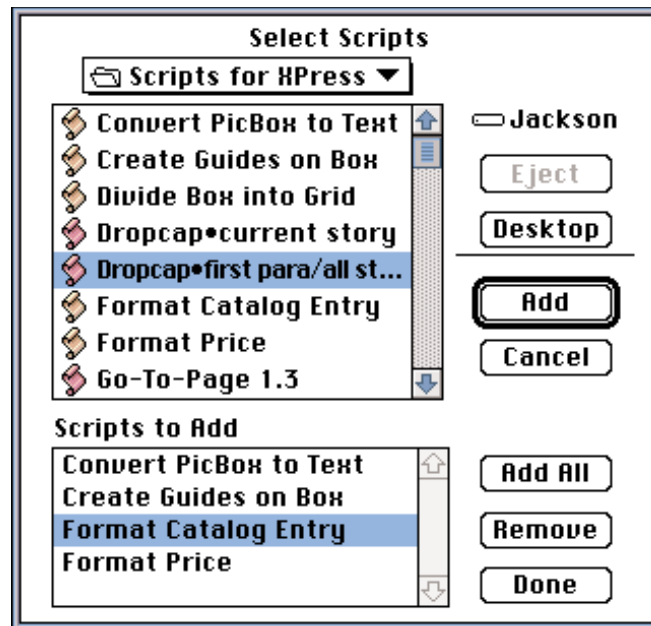 Select Scripts
Scripts for XPress
Convert PicBox to Text
Create Guides on Box
Divide Box into Grid
Dropcap•current story
Dropcap•first para/all st...
Format Catalog Entry
Format Price
Go-To-Page 1.3
Jackson
Eject
Desktop
Add
Cancel
Scripts to Add
Convert PicBox to Text
Create Guides on Box
Format Catalog Entry
Format Price
Add All
Remove
Done